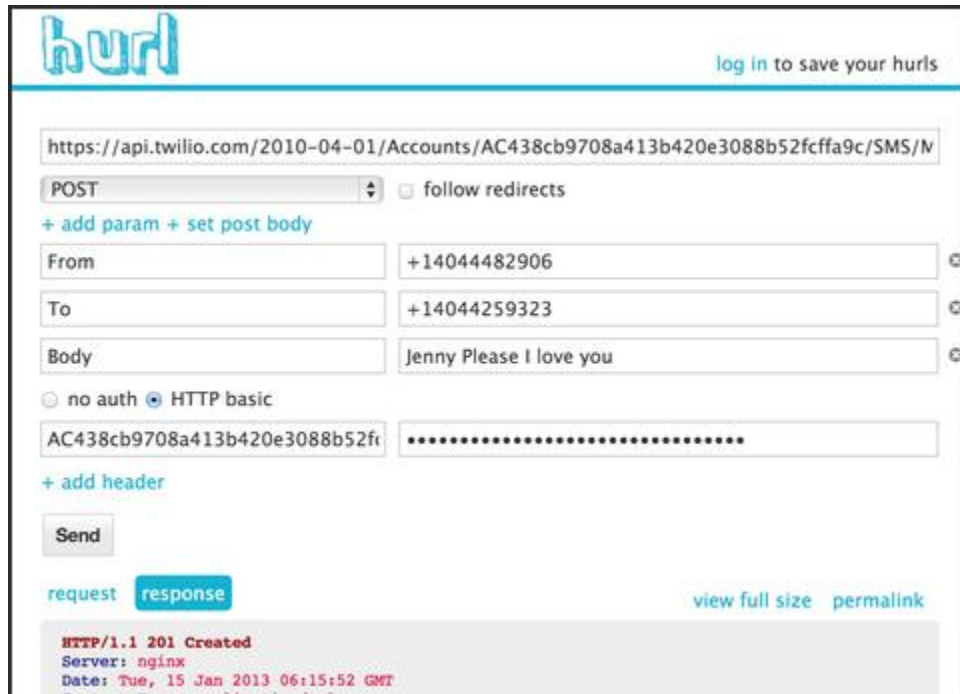 hurl
log in to save your hurls
https://api.twilio.com/2010-04-01/Accounts/AC438cb9708a413b420e3088b52fcffa9c/SMS/M
POST follow redirects
+ add param + set post body
From +14044482906
To +14044259323
Body Jenny Please I love you
no auth HTTP basic
AC438cb9708a413b420e3088b52f ••••••••••••••••••••••••••••••••
+ add header
Send
request response view full size permalink
HTTP/1.1 201 Created
Server: nginx
Date: Tue, 15 Jan 2013 06:15:52 GMT